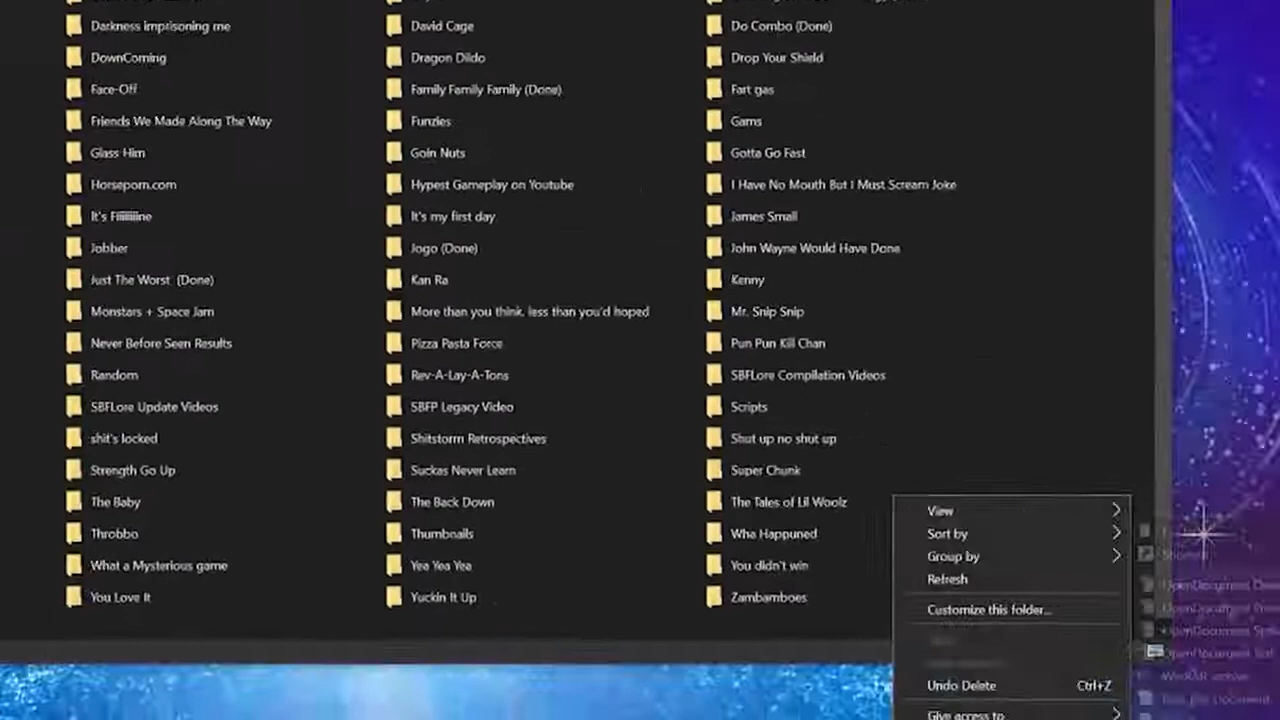 Darkness imprisoning me
David Cage
Do Combo (Done)
DownComing
Dragon Dildo
Drop Your Shield
Face-Off
Family Family Family (Done)
Fart gas
Friends We Made Along The Way
Funzies
Gams
Glass Him
Goin Nuts
Gotta Go Fast
Horseporn.com
Hypest Gameplay on Youtube
I Have No Mouth But I Must Scream Joke
It's Fiiiiiiiine
It's my first day
James Small
Jobber
Jogo (Done)
John Wayne Would Have Done
Just The Worst (Done)
Kan Ra
Kenny
Monstars + Space Jam
More than you think, less than you'd hoped
Mr. Snip Snip
Never Before Seen Results
Pizza Pasta Force
Pun Pun Kill Chan
Random
Rev-A-Lay-A-Tons
SBFLore Compilation Videos
SBFLore Update Videos
SBFP Legacy Video
Scripts
shit's locked
Shitstorm Retrospectives
Shut up no shut up
Strength Go Up
Suckas Never Learn
Super Chunk
The Baby
The Back Down
The Tales of Lil Woolz
Throbbo
Thumbnails
Wha Happuned
What a Mysterious game
Yea Yea Yea
You didn't win
You Love It
Yuckin It Up
Zambamboes
View
Sort by
Group by
Refresh
Customize this folder...
Undo Delete Ctrl+Z
Give access to
OpenDocument
OpenDocument
OpenDocument
OpenDocument
WinRAR archive